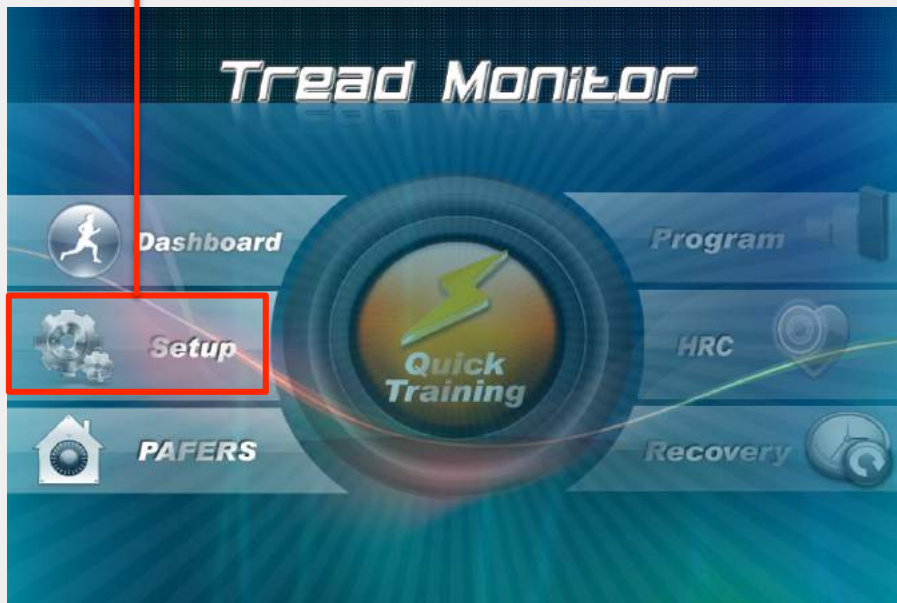 Tread Monitor
Dashboard
Setup
PAFERS
Quick
Training
Program
HRC
Recovery